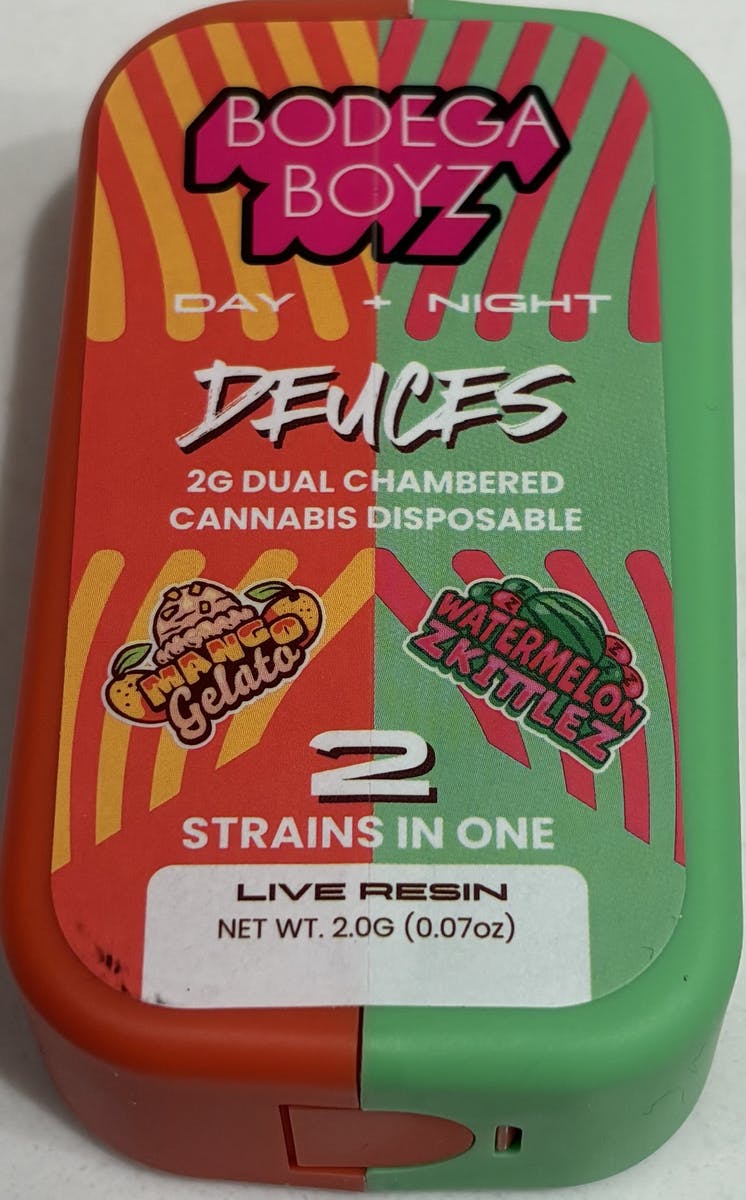 BODEGA
BOYZ
DAY + NIGHT
DEUCES
2G DUAL CHAMBERED
CANNABIS DISPOSABLE
MANGO
Gelato
WATERMELON
ZKITTLEZ
2
STRAINS IN ONE
LIVE RESIN
NET WT. 2.0G (0.07oz)